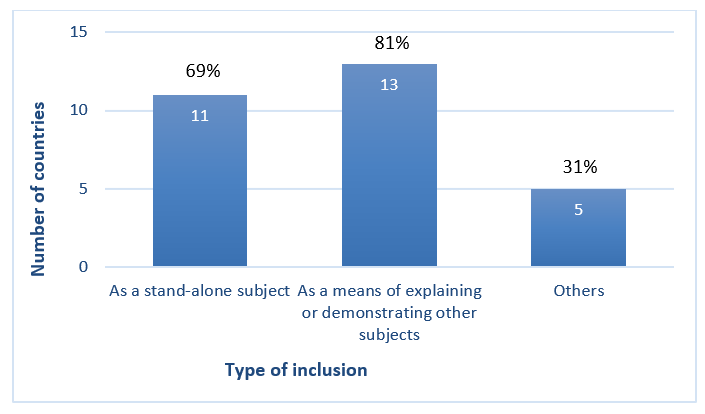 Number of countries
15
10
5
0
69%
11
81%
13
31%
5
As a stand-alone subject
As a means of explaining
or demonstrating other
subjects
Others
Type of inclusion